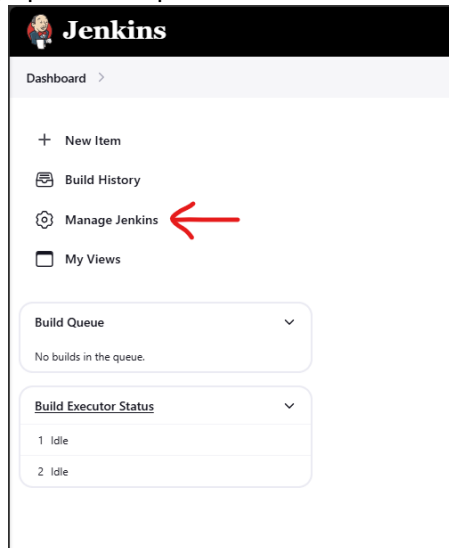 Jenkins
Dashboard >
New Item
Build History
Manage Jenkins
My Views
Build Queue
No builds in the queue.
Build Executor Status
1 Idle
2 Idle